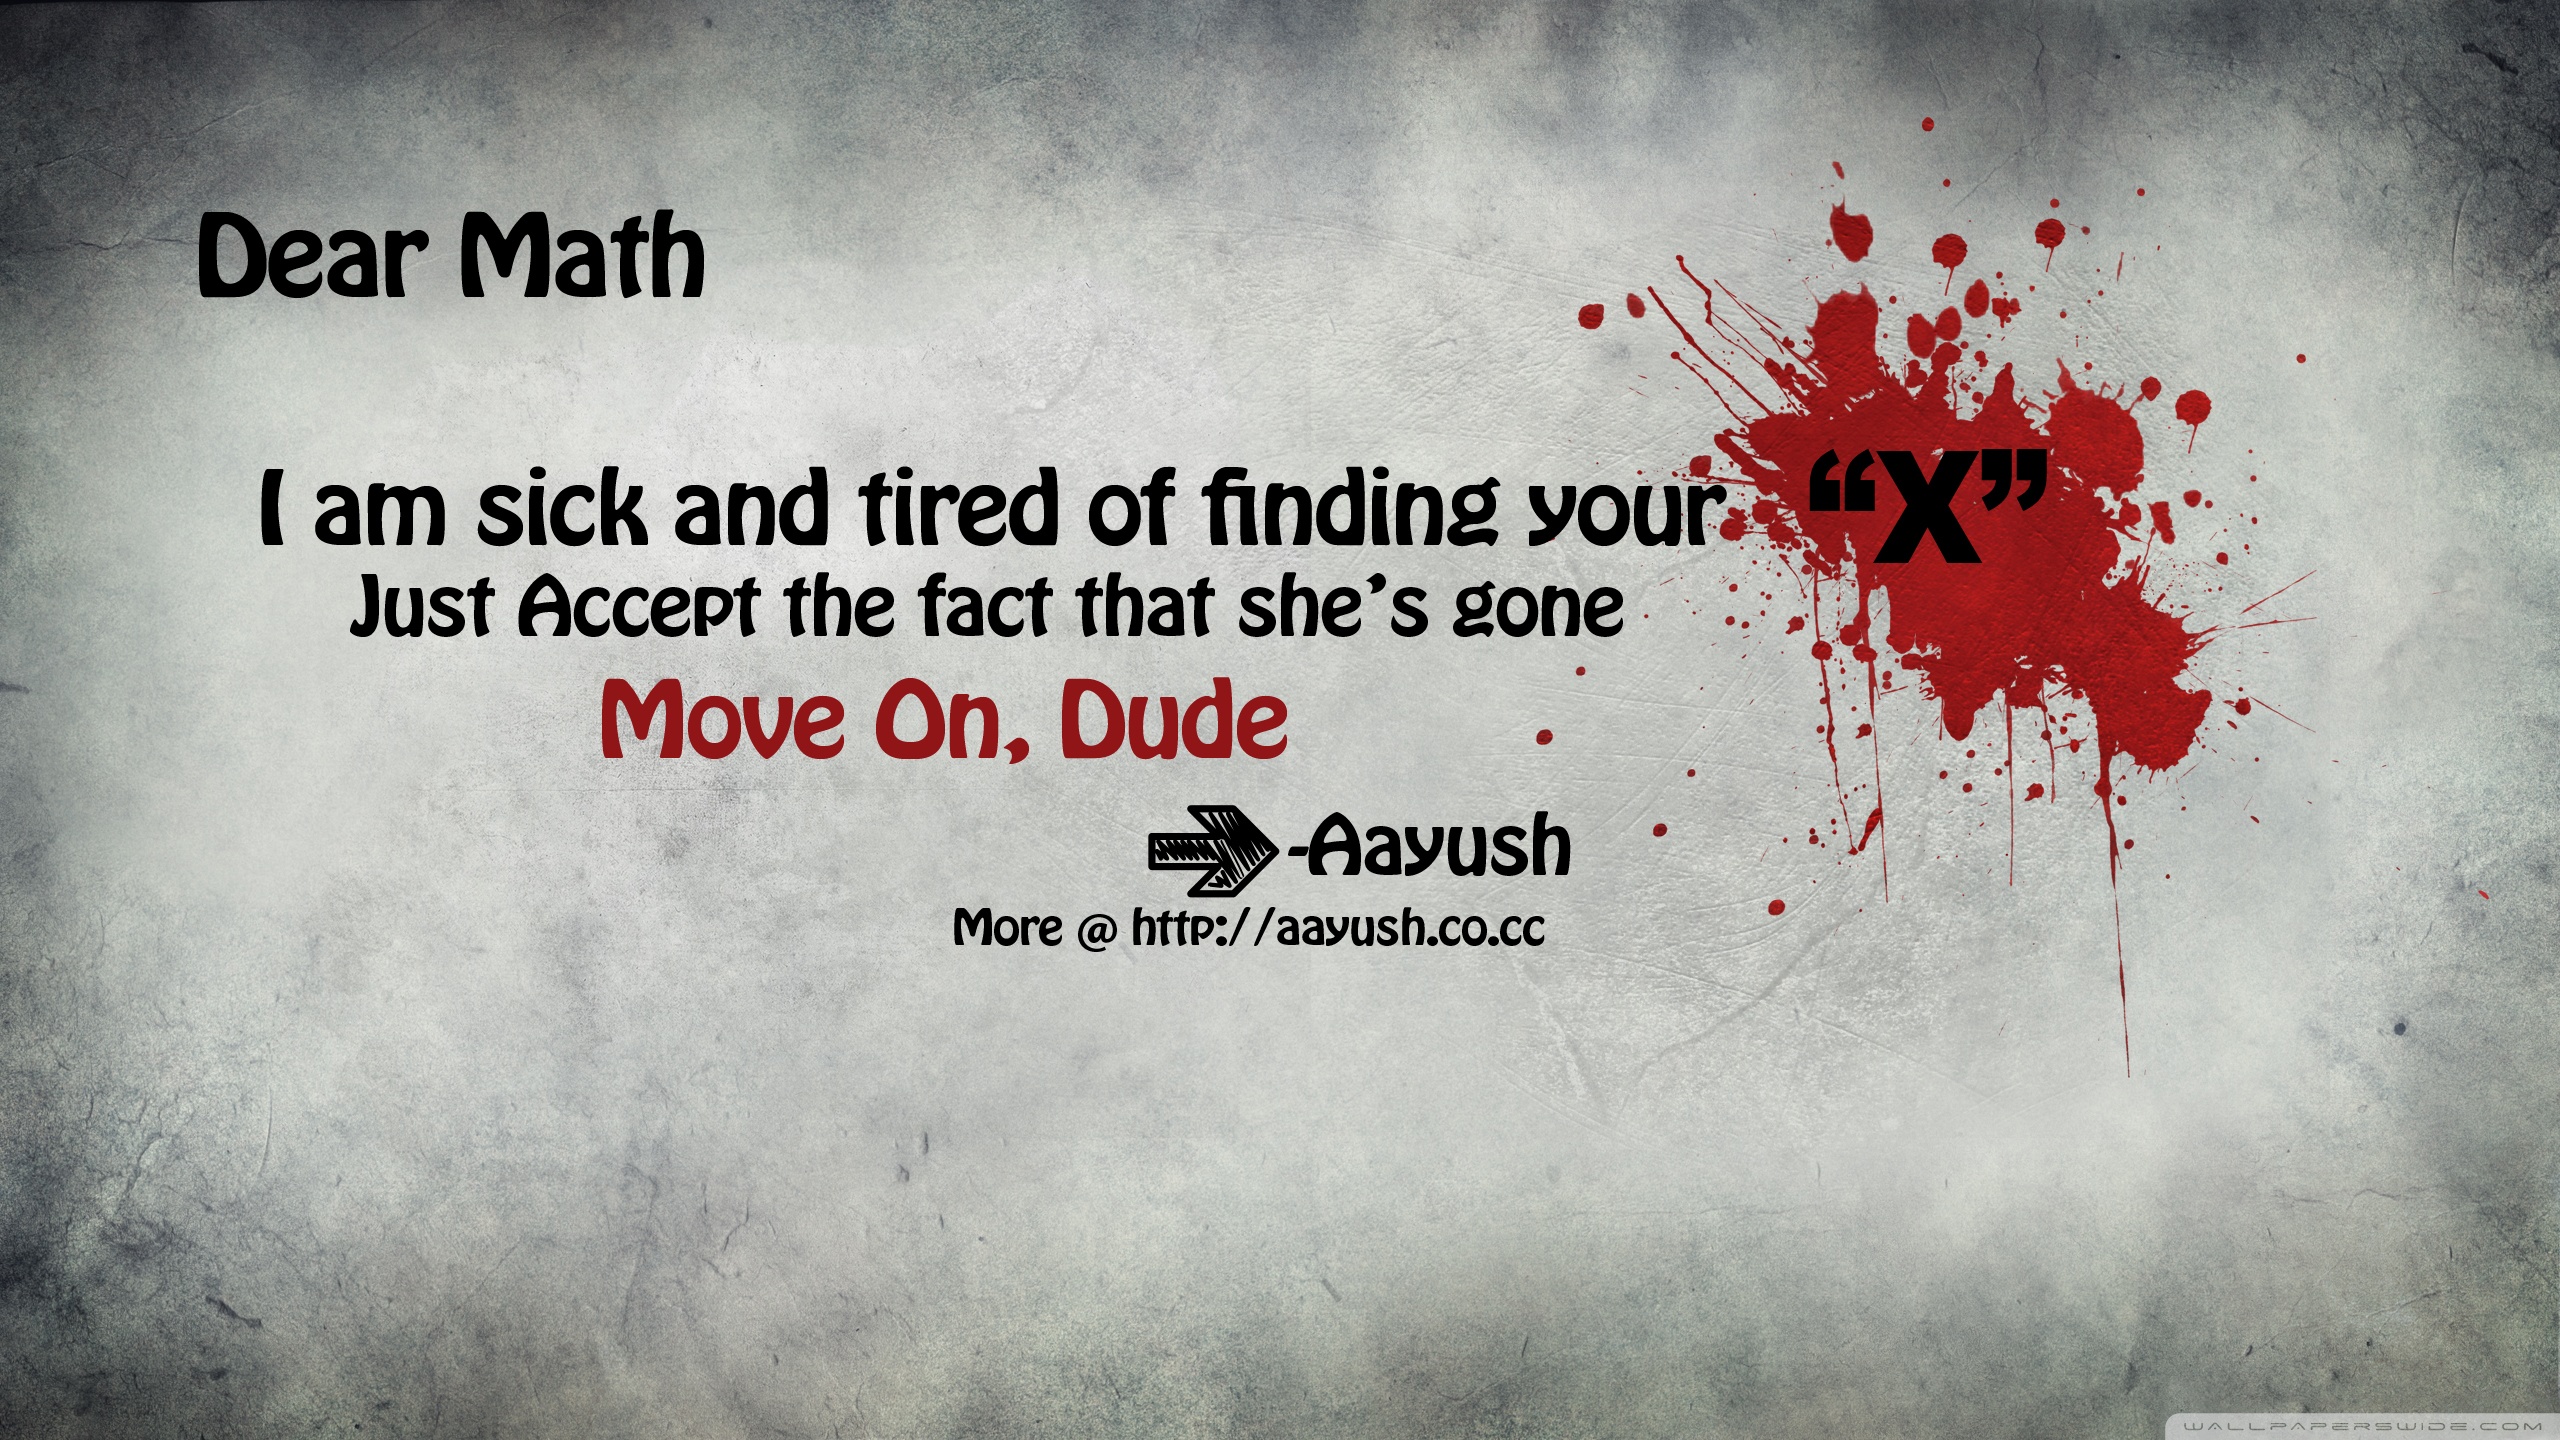 Dear Math
I am sick and tired of finding your “X”
Just Accept the fact that she’s gone
Move On, Dude
-Aayush
More @ http://aayush.co.cc
WALLPAPERSWIDE.COM